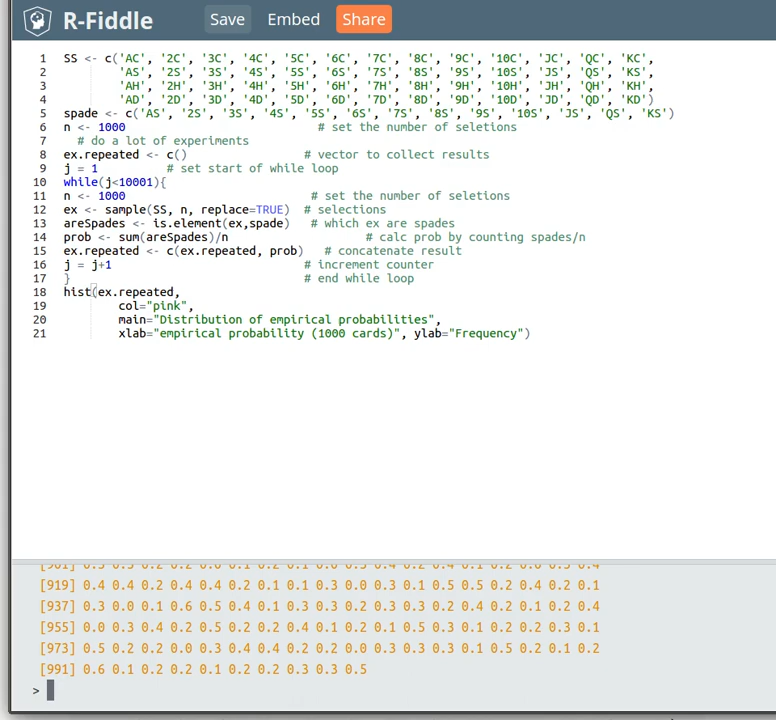 R-Fiddle Save Embed Share
1 SS <- c('AC', '2C', '3C', '4C', '5C', '6C', '7C', '8C', '9C', '10C', 'JC', 'QC', 'KC',
2 'AS', '2S', '3S', '4S', '5S', '6S', '7S', '8S', '9S', '10S', 'JS', 'QS', 'KS',
3 'AH', '2H', '3H', '4H', '5H', '6H', '7H', '8H', '9H', '10H', 'JH', 'QH', 'KH',
4 'AD', '2D', '3D', '4D', '5D', '6D', '7D', '8D', '9D', '10D', 'JD', 'QD', 'KD')
5 spade <- c('AS', '2S', '3S', '4S', '5S', '6S', '7S', '8S', '9S', '10S', 'JS', 'QS', 'KS')
6 n <- 1000 # set the number of seletions
7 # do a lot of experiments
8 ex.repeated <- c() # vector to collect results
9 j = 1 # set start of while loop
10 while(j<10001){
11 n <- 1000 # set the number of seletions
12 ex <- sample(SS, n, replace=TRUE) # selections
13 areSpades <- is.element(ex,spade) # which ex are spades
14 prob <- sum(areSpades)/n # calc prob by counting spades/n
15 ex.repeated <- c(ex.repeated, prob) # concatenate result
16 j = j+1 # increment counter
17 } # end while loop
18 hist(ex.repeated,
19 col="pink",
20 main="Distribution of empirical probabilities",
21 xlab="empirical probability (1000 cards)", ylab="Frequency")
[919] 0.4 0.4 0.2 0.4 0.4 0.2 0.1 0.1 0.3 0.0 0.3 0.1 0.5 0.5 0.2 0.4 0.2 0.1
[937] 0.3 0.0 0.1 0.6 0.5 0.4 0.1 0.3 0.3 0.2 0.3 0.3 0.2 0.4 0.2 0.1 0.2 0.4
[955] 0.0 0.3 0.4 0.2 0.5 0.2 0.2 0.4 0.1 0.2 0.1 0.5 0.3 0.1 0.2 0.2 0.3 0.1
[973] 0.5 0.2 0.2 0.0 0.3 0.4 0.4 0.2 0.2 0.0 0.3 0.3 0.3 0.1 0.5 0.2 0.1 0.2
[991] 0.6 0.1 0.2 0.2 0.1 0.2 0.2 0.3 0.3 0.5
>